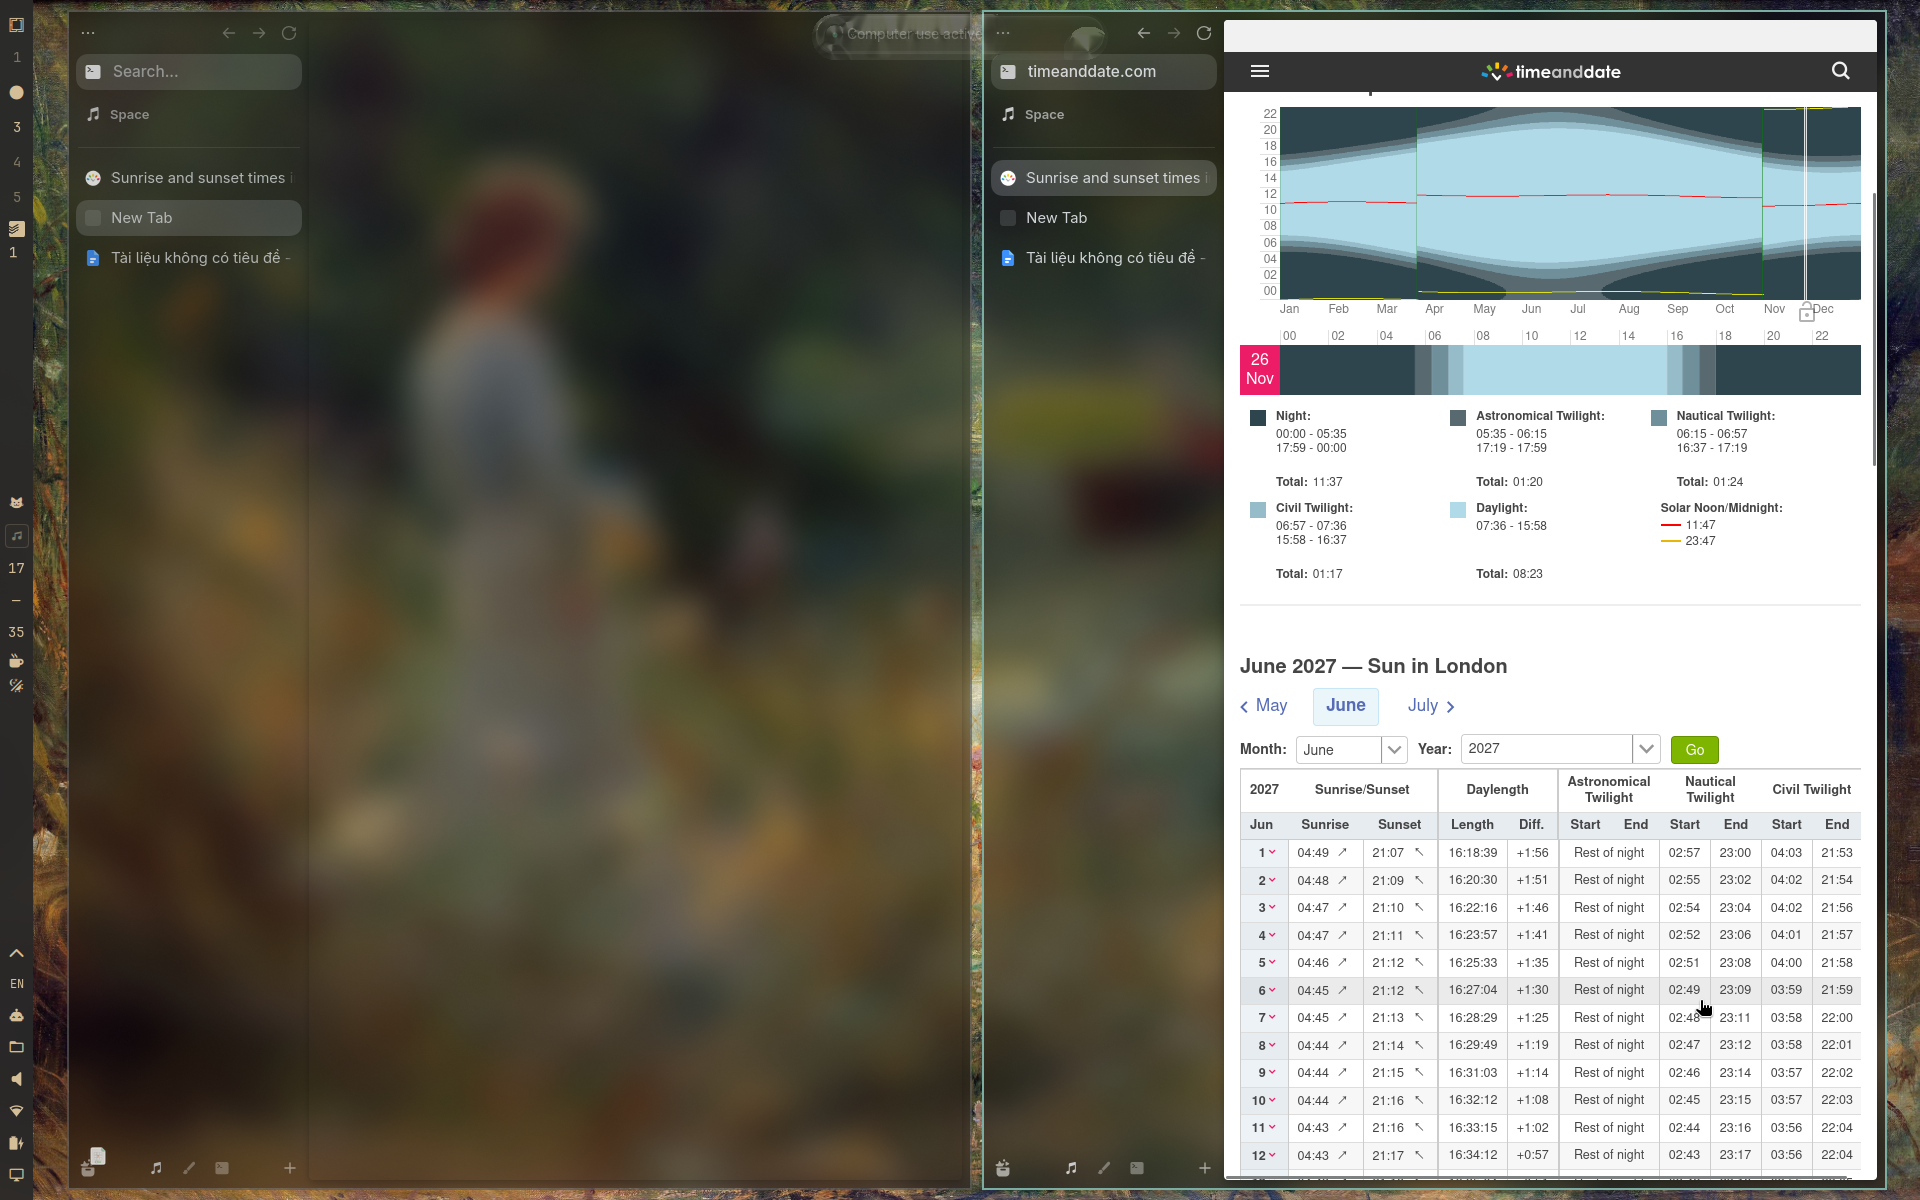 1
3
4
5
1
17
35
EN
Search...
Space
Sunrise and sunset times i
New Tab
Tài liệu không có tiêu đề -
Computer use active
timeanddate.com
Space
Sunrise and sunset times i
New Tab
Tài liệu không có tiêu đề -
timeanddate
22
20
18
16
14
12
10
08
06
04
02
00
Jan Feb Mar Apr May Jun Jul Aug Sep Oct Nov Dec
00 02 04 06 08 10 12 14 16 18 20 22
26
Nov
Night: Astronomical Twilight: Nautical Twilight:
00:00 - 05:35 05:35 - 06:15 06:15 - 06:57
17:59 - 00:00 17:19 - 17:59 16:37 - 17:19
Total: 11:37 Total: 01:20 Total: 01:24
Civil Twilight: Daylight: Solar Noon/Midnight:
06:57 - 07:36 07:36 - 15:58 11:47
15:58 - 16:37 23:47
Total: 01:17 Total: 08:23
June 2027 — Sun in London
May June July
Month: June Year: 2027 Go
2027 Sunrise/Sunset Daylength Astronomical Twilight Nautical Twilight Civil Twilight
Jun Sunrise Sunset Length Diff. Start End Start End Start End
1 04:49 ↗ 21:07 ↖ 16:18:39 +1:56 Rest of night 02:57 23:00 04:03 21:53
2 04:48 ↗ 21:09 ↖ 16:20:30 +1:51 Rest of night 02:55 23:02 04:02 21:54
3 04:47 ↗ 21:10 ↖ 16:22:16 +1:46 Rest of night 02:54 23:04 04:02 21:56
4 04:47 ↗ 21:11 ↖ 16:23:57 +1:41 Rest of night 02:52 23:06 04:01 21:57
5 04:46 ↗ 21:12 ↖ 16:25:33 +1:35 Rest of night 02:51 23:08 04:00 21:58
6 04:45 ↗ 21:12 ↖ 16:27:04 +1:30 Rest of night 02:49 23:09 03:59 21:59
7 04:45 ↗ 21:13 ↖ 16:28:29 +1:25 Rest of night 02:48 23:11 03:58 22:00
8 04:44 ↗ 21:14 ↖ 16:29:49 +1:19 Rest of night 02:47 23:12 03:58 22:01
9 04:44 ↗ 21:15 ↖ 16:31:03 +1:14 Rest of night 02:46 23:14 03:57 22:02
10 04:44 ↗ 21:16 ↖ 16:32:12 +1:08 Rest of night 02:45 23:15 03:57 22:03
11 04:43 ↗ 21:16 ↖ 16:33:15 +1:02 Rest of night 02:44 23:16 03:56 22:04
12 04:43 ↗ 21:17 ↖ 16:34:12 +0:57 Rest of night 02:43 23:17 03:56 22:04